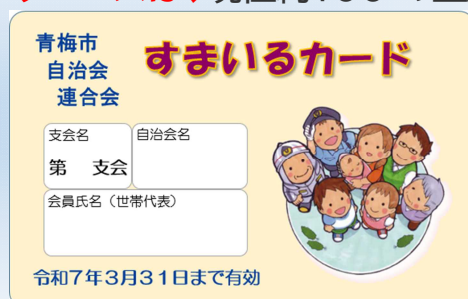 青梅市
自治会
連合会
すまいるカード
支会名
自治会名
第 支会
会員氏名（世帯代表）
令和7年3月31日まで有効